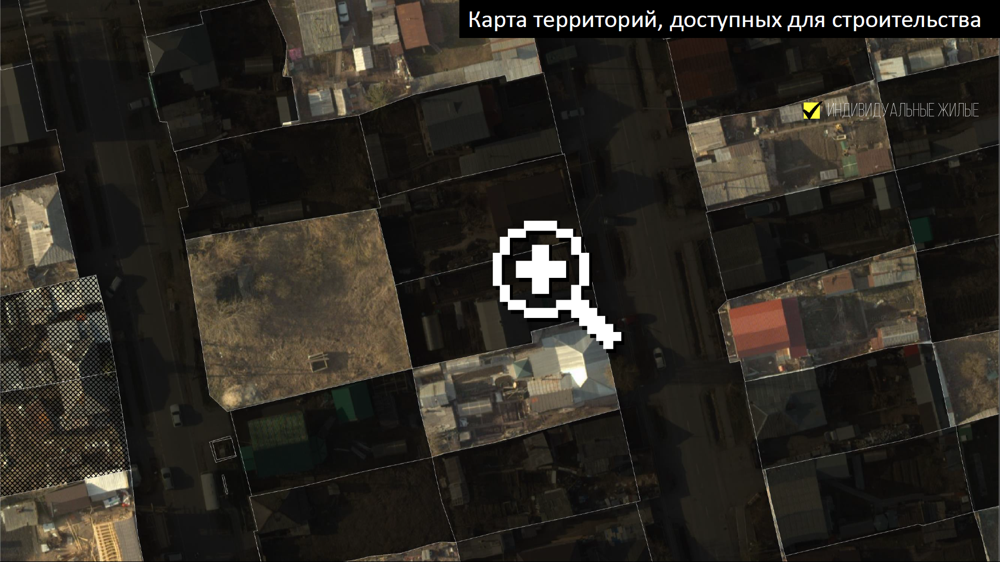 Карта территорий, доступных для строительства
ИНДИВИДУАЛЬНЫЕ ЖИЛЫЕ